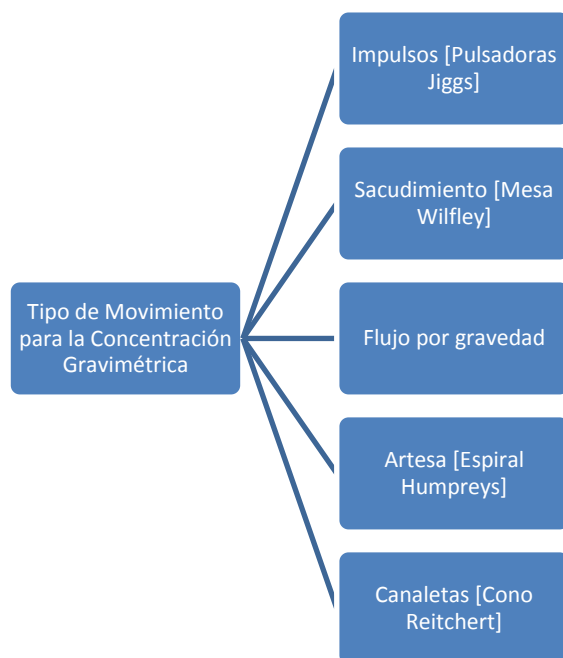 Impulsos [Pulsadoras
Jiggs]
Sacudimiento [Mesa
Wilfley]
Tipo de Movimiento
para la Concentración
Gravimétrica
Flujo por gravedad
Artesa [Espiral
Humpreys]
Canaletas [Cono
Reitchert]